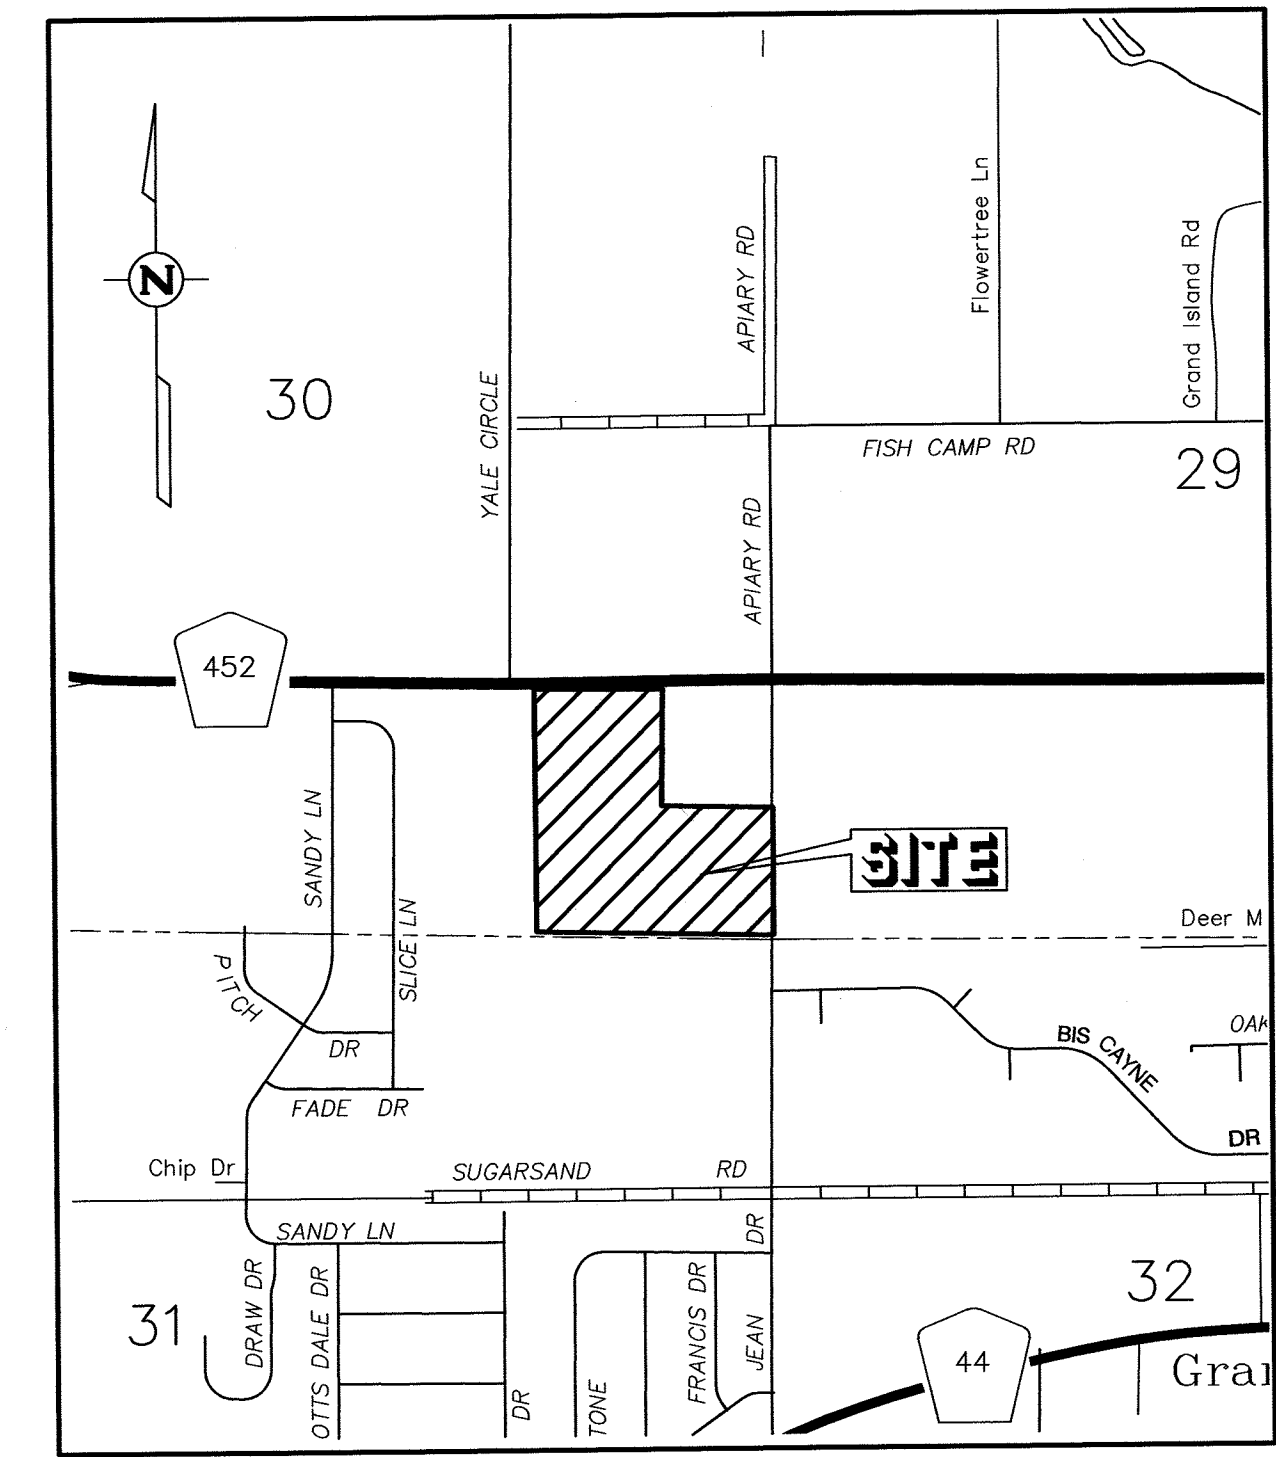 N
30
YALE CIRCLE
APIARY RD
Flowertree Ln
Grand Island Rd
FISH CAMP RD
29
APIARY RD
452
SANDY LN
SLICE LN
SITE
Deer M
PITCH
DR
FADE DR
BIS CAYNE
DR
OAK
Chip Dr
SUGARSAND RD
SANDY LN
DRAW DR
OTTS DALE DR
31
DR
TONE
FRANCIS DR
JEAN DR
32
44
Gra